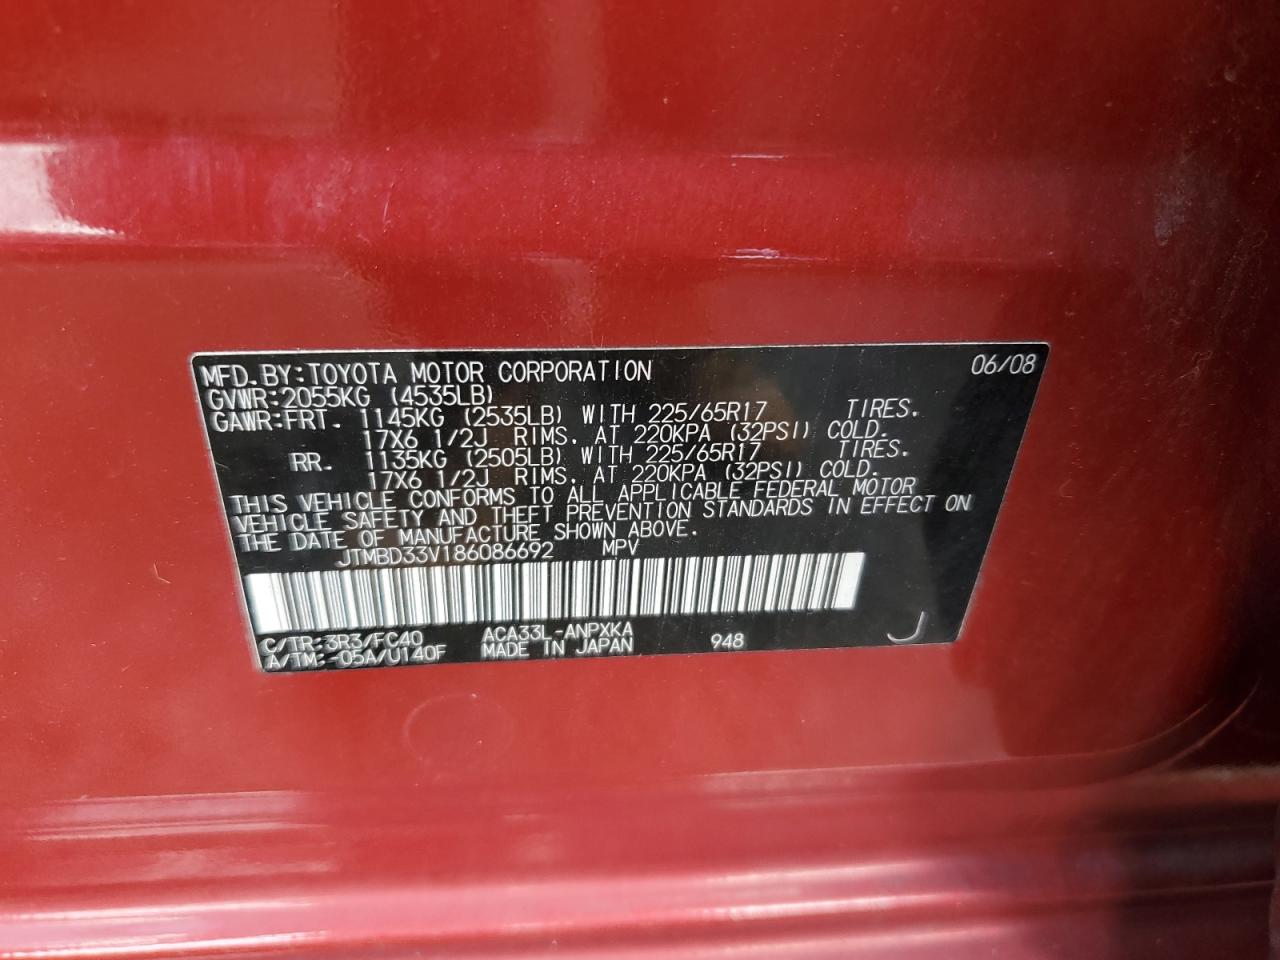 MFD.BY:TOYOTA MOTOR CORPORATION 06/08
GVWR:2055KG (4535LB)
GAWR:FRT. 1145KG (2535LB) WITH 225/65R17 TIRES.
17X6 1/2J RIMS. AT 220KPA (32PSI) COLD.
RR. 1135KG (2505LB) WITH 225/65R17 TIRES.
17X6 1/2J RIMS. AT 220KPA (32PSI) COLD.
THIS VEHICLE CONFORMS TO ALL APPLICABLE FEDERAL MOTOR
VEHICLE SAFETY AND THEFT PREVENTION STANDARDS IN EFFECT ON
THE DATE OF MANUFACTURE SHOWN ABOVE.
JTMBD33V186086692 MPV
C/TR:3R3/FC40 ACA33L-ANPXKA 948
A/TM:-05A/U140F MADE IN JAPAN
J